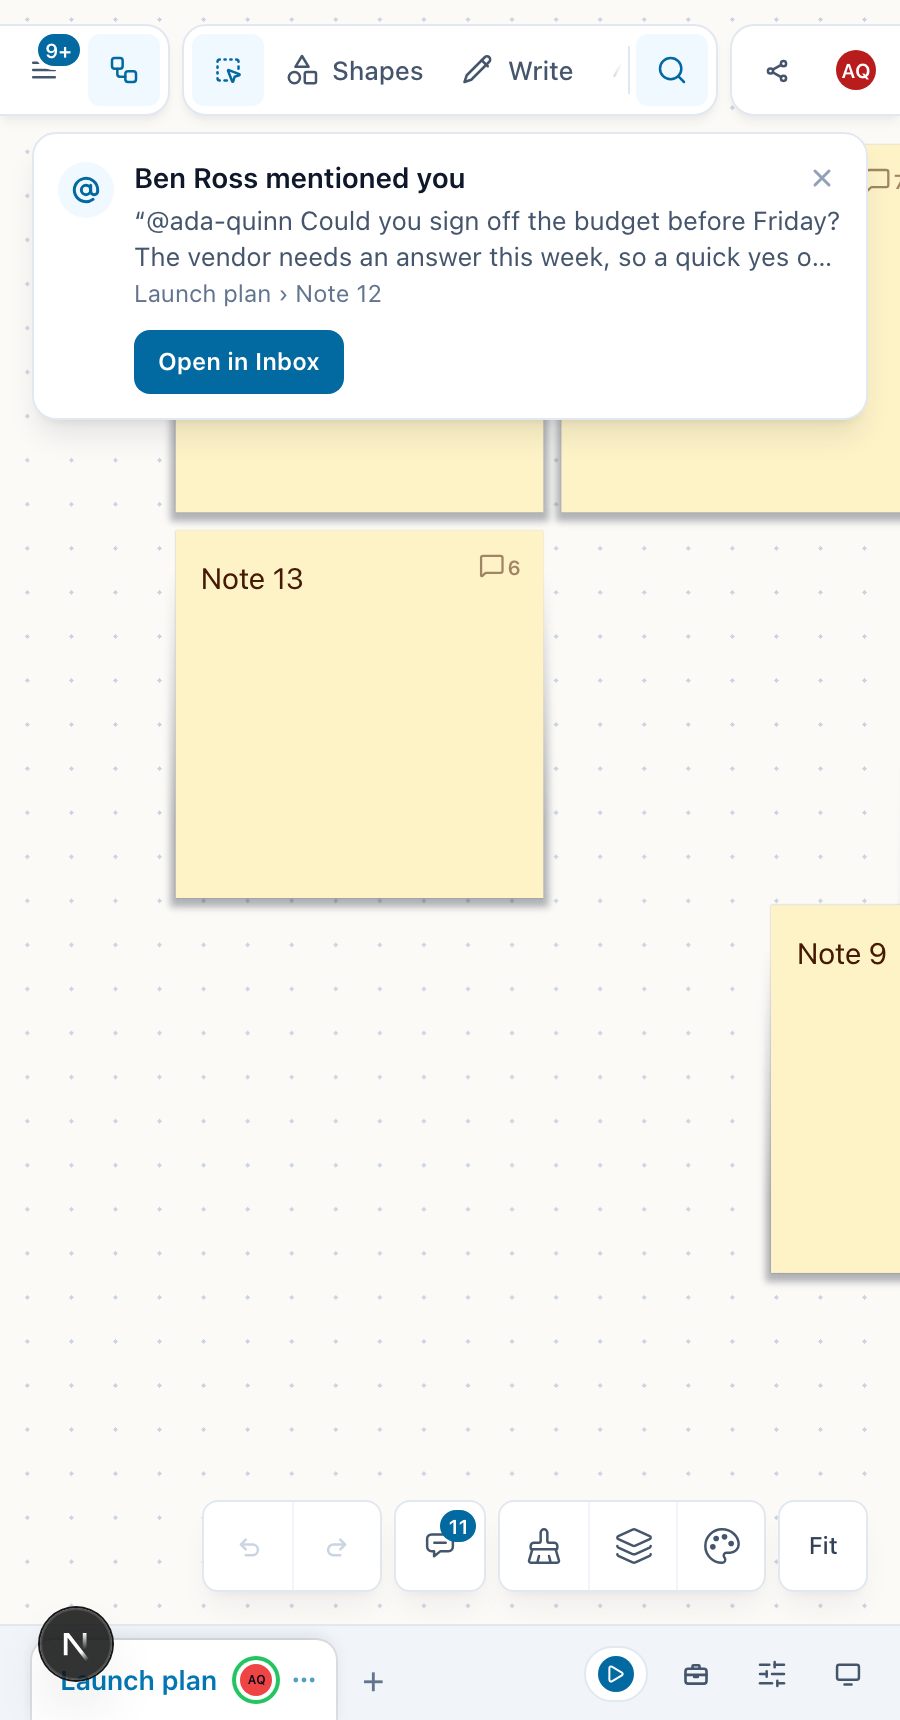 9+
Shapes
Write
AQ
Ben Ross mentioned you
“@ada-quinn Could you sign off the budget before Friday?
The vendor needs an answer this week, so a quick yes o...
Launch plan › Note 12
Open in Inbox
7
Note 13
6
Note 9
11
Fit
N
Launch plan
AQ